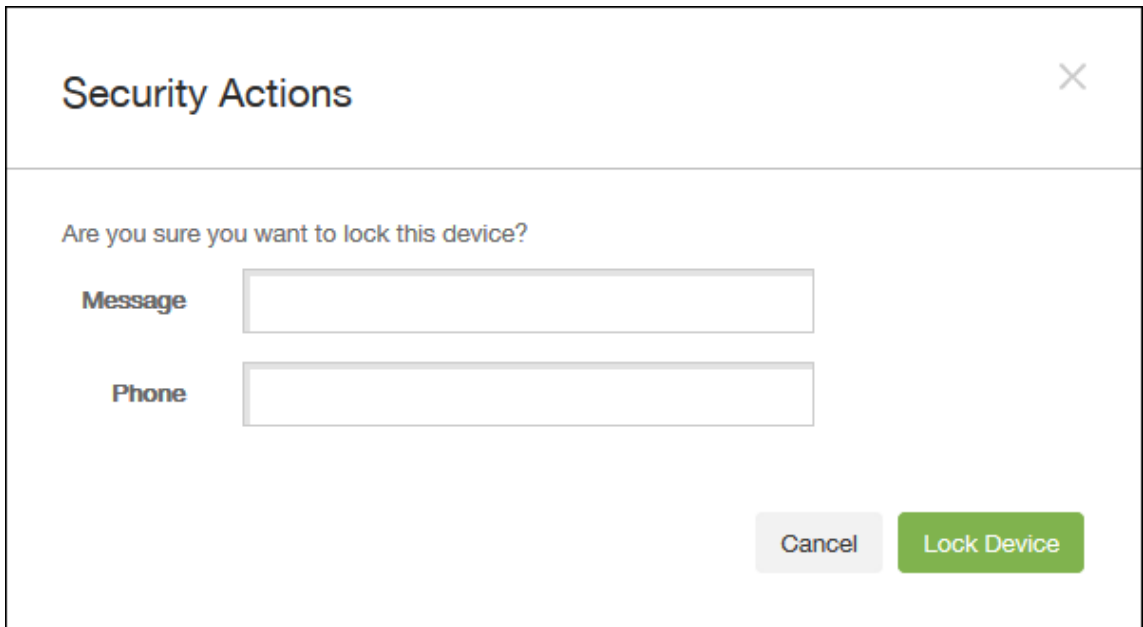 Security Actions
Are you sure you want to lock this device?
Message
Phone
Cancel Lock Device